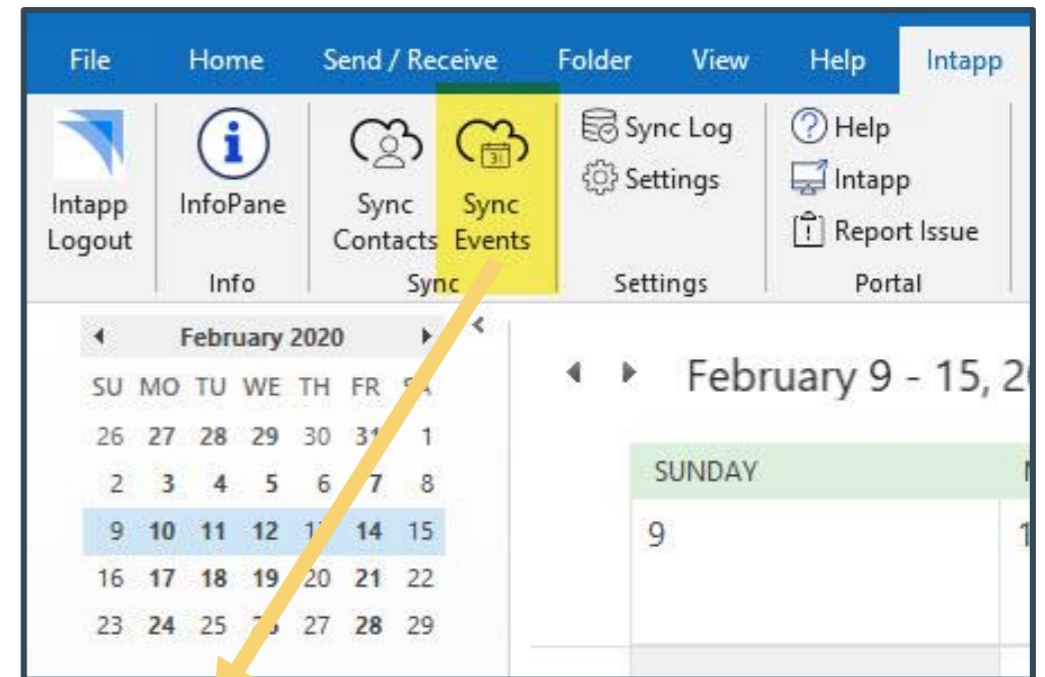 File Home Send / Receive Folder View Help Intapp
Intapp Logout
InfoPane
Info
Sync Contacts
Sync Events
Sync
Sync Log
Settings
Settings
Help
Intapp
Report Issue
Portal
February 2020
SU MO TU WE TH FR
26 27 28 29 30 31 1
2 3 4 5 6 7 8
9 10 11 12 14 15
16 17 18 19 20 21 22
23 24 25 27 28 29
February 9 - 15,
SUNDAY
9
31